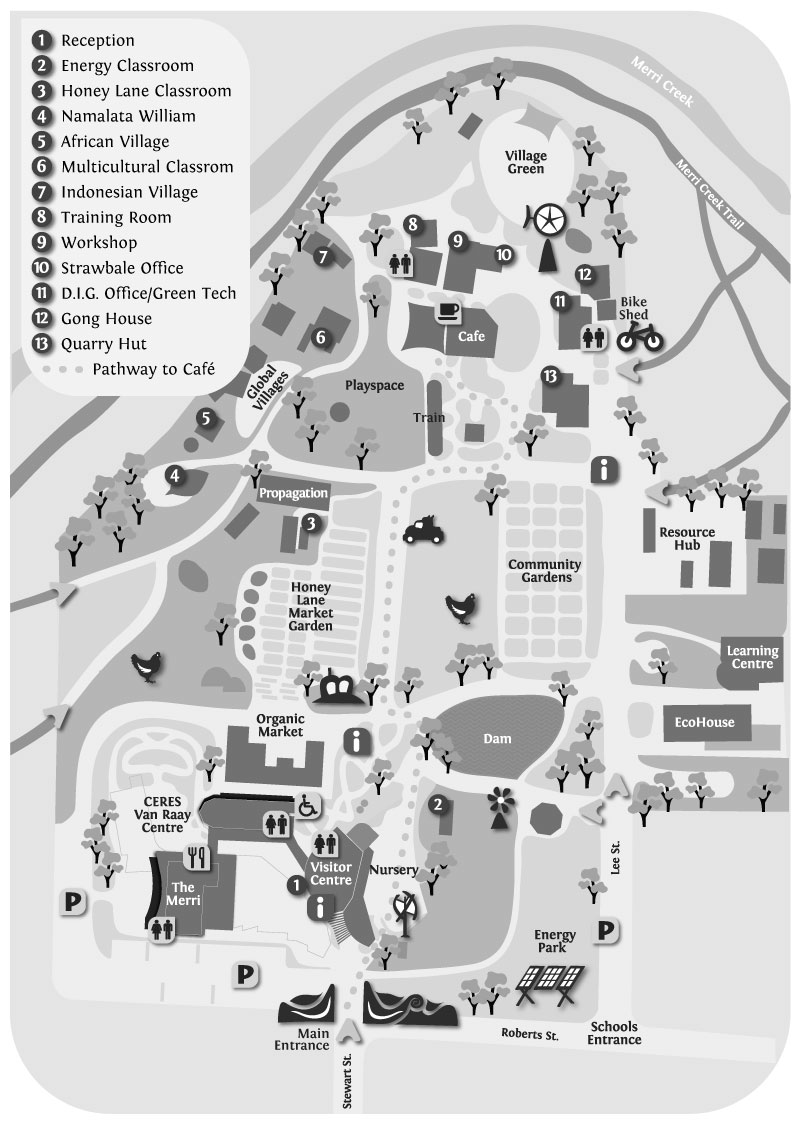 1 Reception
2 Energy Classroom
3 Honey Lane Classroom
4 Namalata William
5 African Village
6 Multicultural Classrom
7 Indonesian Village
8 Training Room
9 Workshop
10 Strawbale Office
11 D.I.G. Office/Green Tech
12 Gong House
13 Quarry Hut
Pathway to Café
Merri Creek
Merri Creek Trail
Village
Green
8
9
10
7
12
11
Bike
Shed
Cafe
6
13
Global
Villages
Playspace
Train
5
4
i
Propagation
3
Resource
Hub
Community
Gardens
Honey
Lane
Market
Garden
Learning
Centre
EcoHouse
Organic
Market
i
Dam
CERES
Van Raay
Centre
2
Visitor
Centre
1
i
Nursery
The
Merri
Lee St.
P
P
P
Energy
Park
Main
Entrance
Roberts St.
Schools
Entrance
Stewart St.